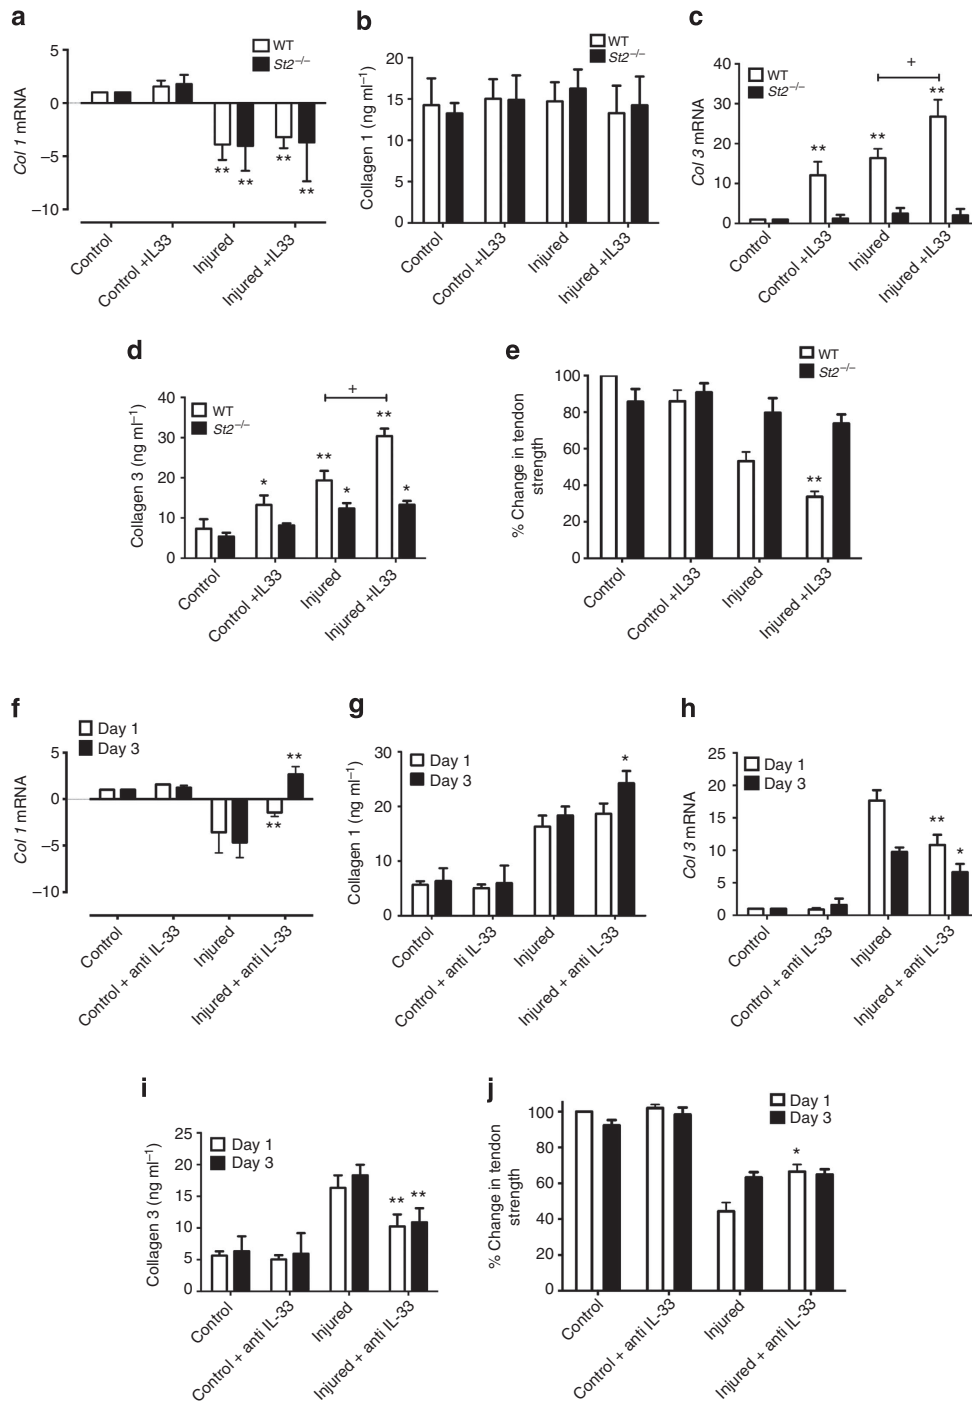 a
WT
St2–/–
5
0
–5
–10
Col 1 mRNA
** ** ** **
Control
Control +IL33
Injured
Injured +IL33
b
WT
St2–/–
20
15
10
5
0
Collagen 1 (ng ml–1)
Control
Control +IL33
Injured
Injured +IL33
c
WT
St2–/–
40
30
20
10
0
Col 3 mRNA
+
** ** **
Control
Control +IL33
Injured
Injured +IL33
d
WT
St2–/–
40
30
20
10
0
Collagen 3 (ng ml–1)
+
* ** * ** *
Control
Control +IL33
Injured
Injured +IL33
e
WT
St2–/–
100
80
60
40
20
0
% Change in tendon
strength
**
Control
Control +IL33
Injured
Injured +IL33
f
Day 1
Day 3
5
0
–5
–10
Col 1 mRNA
** **
Control
Control + anti IL-33
Injured
Injured + anti IL-33
g
Day 1
Day 3
30
20
10
0
Collagen 1 (ng ml–1)
*
Control
Control + anti IL-33
Injured
Injured + anti IL-33
h
Day 1
Day 3
25
20
15
10
5
0
Col 3 mRNA
** *
Control
Control + anti IL-33
Injured
Injured + anti IL-33
i
Day 1
Day 3
25
20
15
10
5
0
Collagen 3 (ng ml–1)
** **
Control
Control + anti IL-33
Injured
Injured + anti IL-33
j
Day 1
Day 3
100
80
60
40
20
0
% Change in tendon
strength
*
Control
Control + anti IL-33
Injured
Injured + anti IL-33